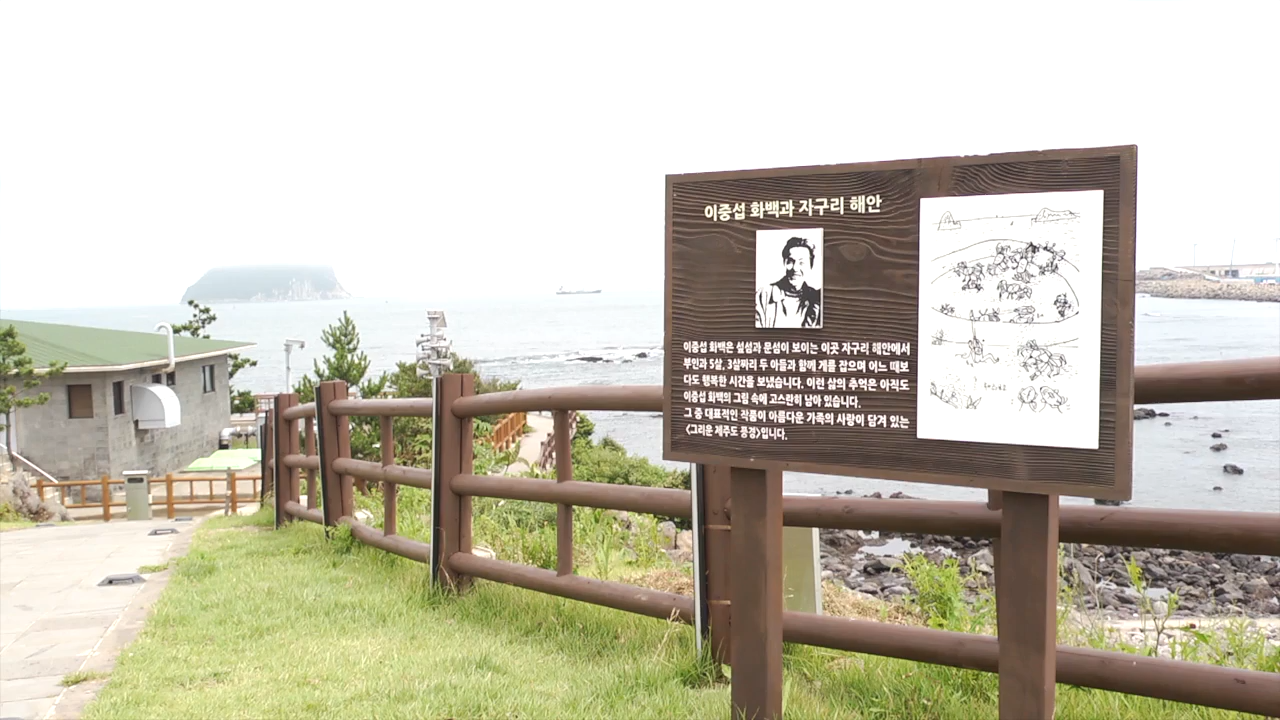 이중섭 화백과 자구리 해안
이중섭 화백은 섶섬과 문섬이 보이는 이곳 자구리 해안에서
부인과 5살, 3살짜리 두 아들과 함께 게를 잡으며 어느 때보
다도 행복한 시간을 보냈습니다. 이런 삶의 추억은 아직도
이중섭 화백의 그림 속에 고스란히 남아 있습니다.
그 중 대표적인 작품이 아름다운 가족의 사랑이 담겨 있는
<그리운 제주도 풍경>입니다.